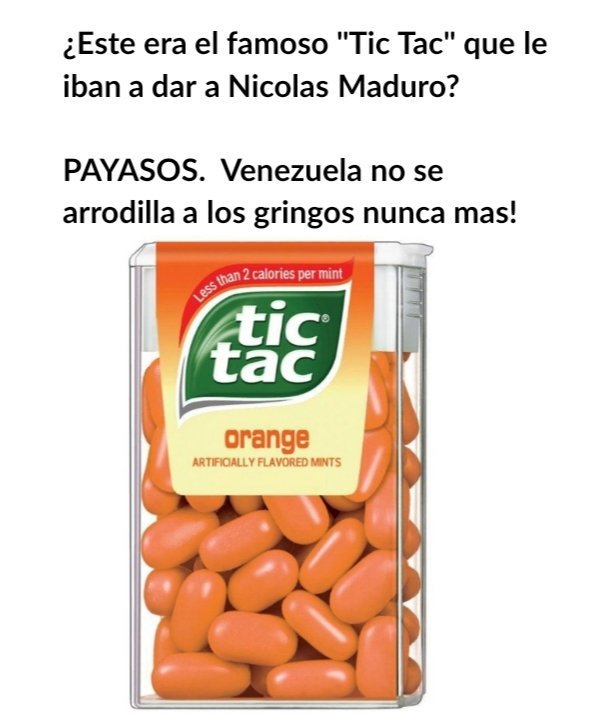 ¿Este era el famoso "Tic Tac" que le
iban a dar a Nicolas Maduro?
PAYASOS. Venezuela no se
arrodilla a los gringos nunca mas!
Less than 2 calories per mint
tic®
tac
orange
ARTIFICIALLY FLAVORED MINTS